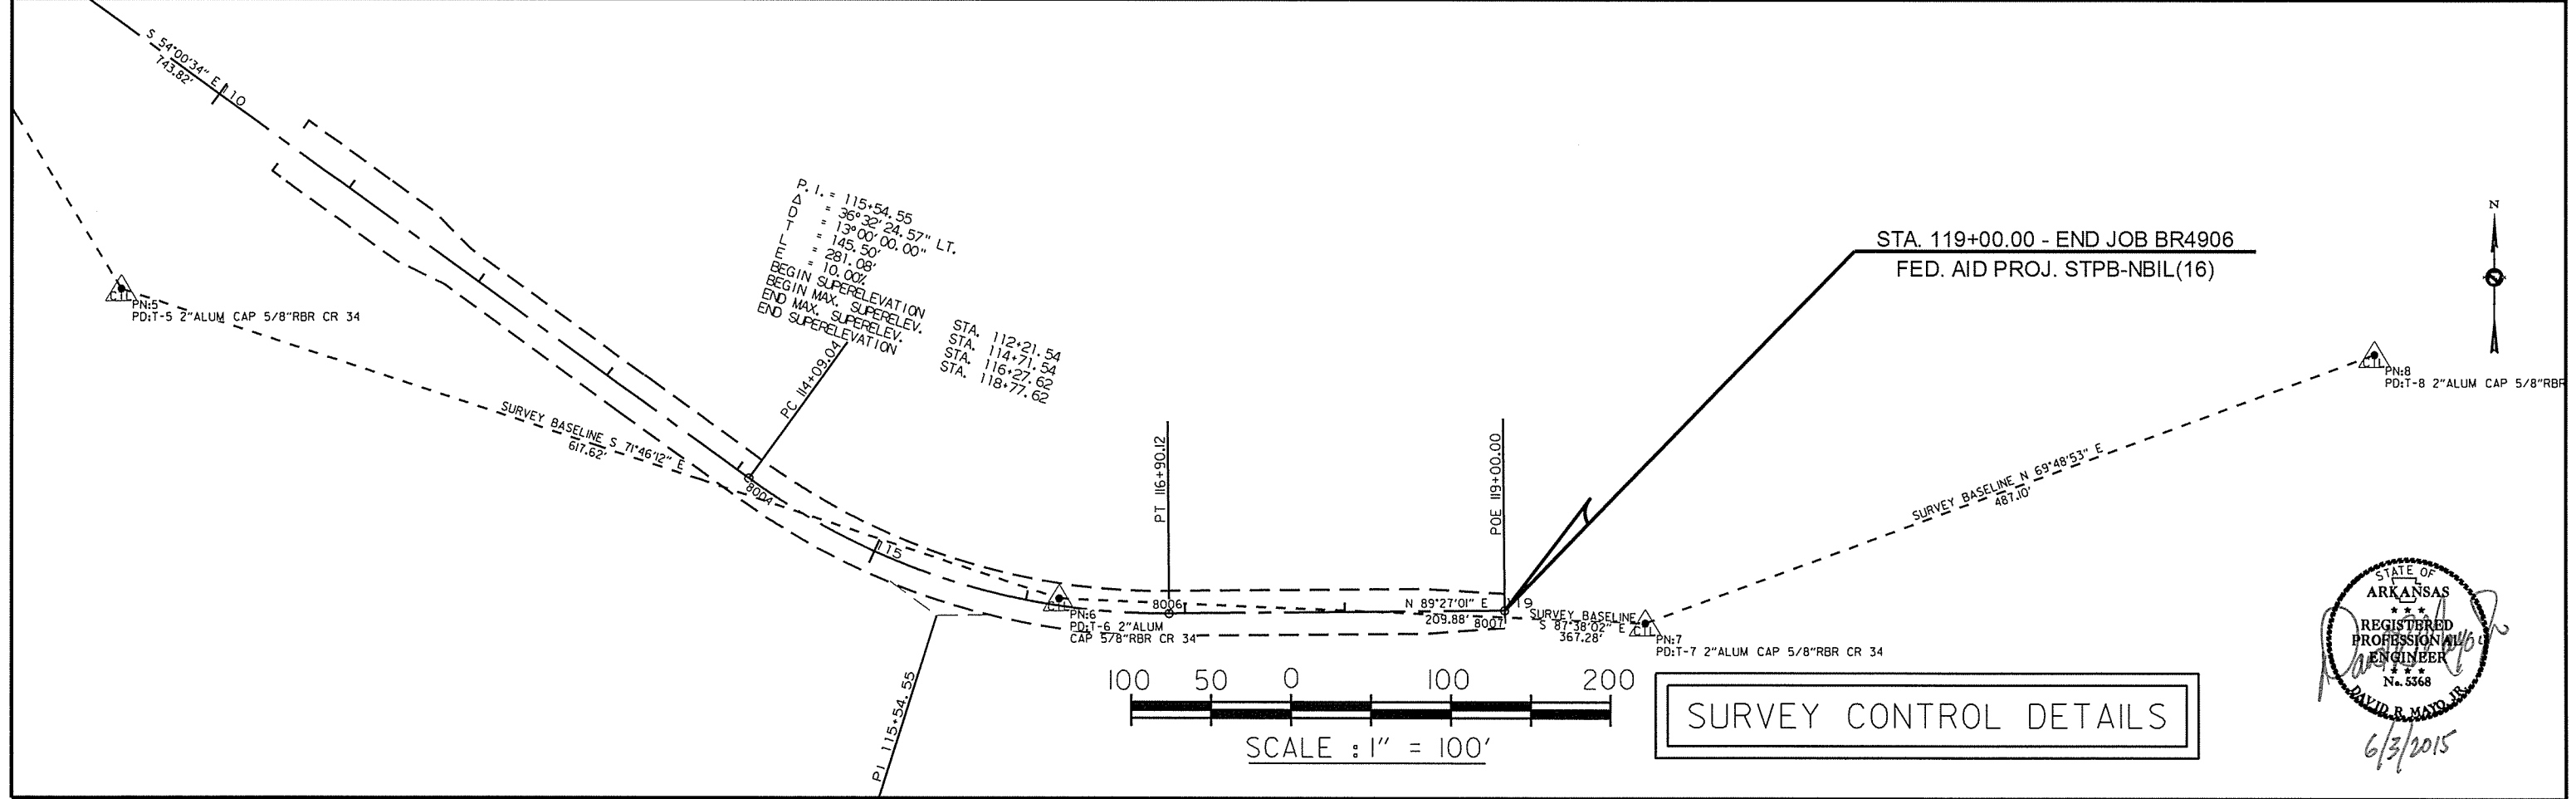 S 54°00'34" E
743.82'
110
P.I. = 115+54.55
Δ = 36°32'24.57" LT.
D = 13°00'00.00"
T = 145.50'
L = 281.08'
E = 10.00%
BEGIN SUPERELEVATION STA. 112+21.54
BEGIN MAX. SUPERELEV. STA. 114+71.54
END MAX. SUPERELEV. STA. 116+27.62
END SUPERELEVATION STA. 118+77.62
STA. 119+00.00 - END JOB BR4906
FED. AID PROJ. STPB-NBIL(16)
N
CTL
PN:5
PD:T-5 2"ALUM CAP 5/8"RBR CR 34
SURVEY BASELINE S 71°46'12" E
617.62'
PC 114+09.04
8004
115
PT 116+90.12
POE 119+00.00
CTL
PN:8
PD:T-8 2"ALUM CAP 5/8"RBR
SURVEY BASELINE N 69°48'53" E
487.10'
CTL
PN:6
PD:T-6 2"ALUM
CAP 5/8"RBR CR 34
8006
N 89°27'01" E
209.88'
8007
119
SURVEY BASELINE
S 87°38'02" E
367.28'
CTL
PN:7
PD:T-7 2"ALUM CAP 5/8"RBR CR 34
PI 115+54.55
100 50 0 100 200
SCALE : 1" = 100'
SURVEY CONTROL DETAILS
STATE OF
ARKANSAS
REGISTERED
PROFESSIONAL
ENGINEER
No. 5368
DAVID R. MAYO, JR.
6/3/2015